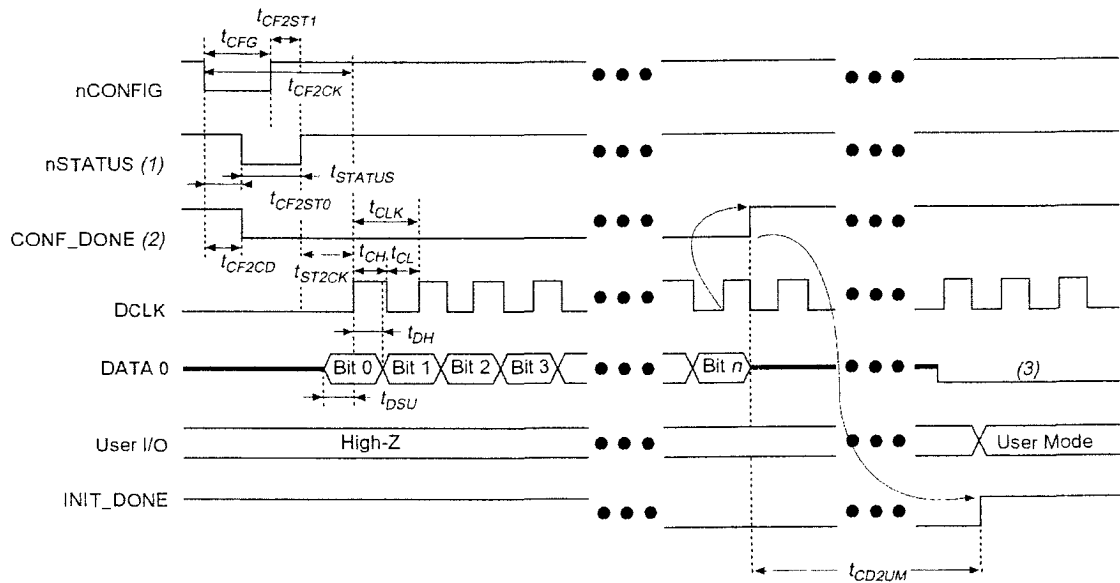 tCF2ST1
tCFG
tCF2CK
nCONFIG
nSTATUS (1)
tSTATUS
tCF2ST0
tCLK
CONF_DONE (2)
tCF2CD
tST2CK
tCH
tCL
DCLK
tDH
DATA 0
Bit 0
Bit 1
Bit 2
Bit 3
Bit n
(3)
tDSU
User I/O
High-Z
User Mode
INIT_DONE
tCD2UM